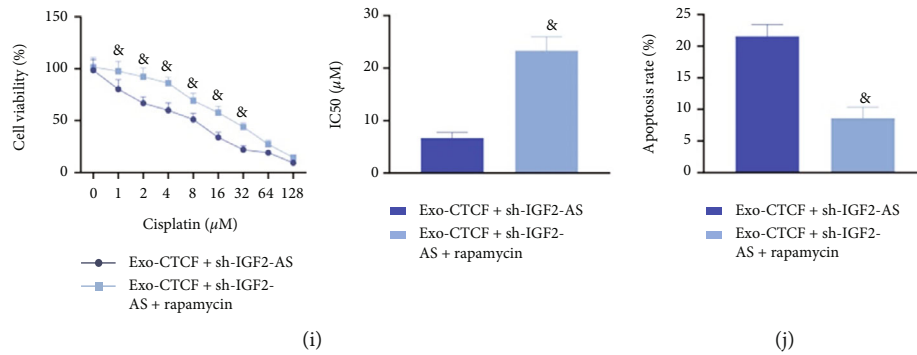 150
100
50
0
Cell viability (%)
& & & & & &
0 1 2 4 8 16 32 64 128
Cisplatin (µM)
Exo-CTCF + sh-IGF2-AS
Exo-CTCF + sh-IGF2-
AS + rapamycin
30
20
10
0
IC50 (µM)
&
Exo-CTCF + sh-IGF2-AS
Exo-CTCF + sh-IGF2-
AS + rapamycin
(i)
25
20
15
10
5
0
Apoptosis rate (%)
&
Exo-CTCF + sh-IGF2-AS
Exo-CTCF + sh-IGF2-
AS + rapamycin
(j)